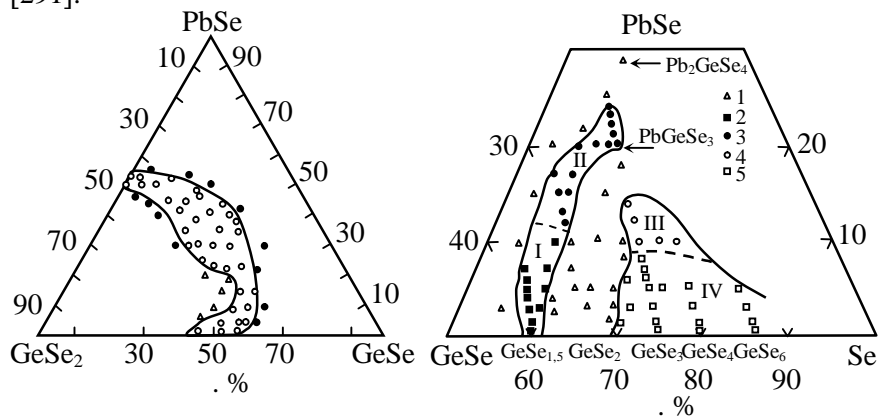 [291].
PbSe
10
90
30
70
50
50
70
30
90
10
GeSe₂
30
50
70
GeSe
. %
PbSe
Pb₂GeSe₄
1
2
3
4
5
PbGeSe₃
30
20
II
III
40
10
I
IV
GeSe
GeSe₁,₅
GeSe₂
GeSe₃
GeSe₄
GeSe₆
Se
60
70
80
90
. %